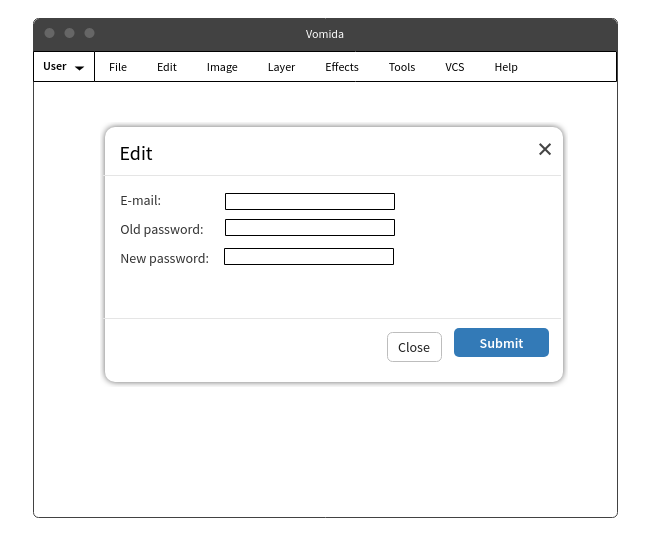 Vomida
User File Edit Image Layer Effects Tools VCS Help
Edit
E-mail:
Old password:
New password:
Close Submit